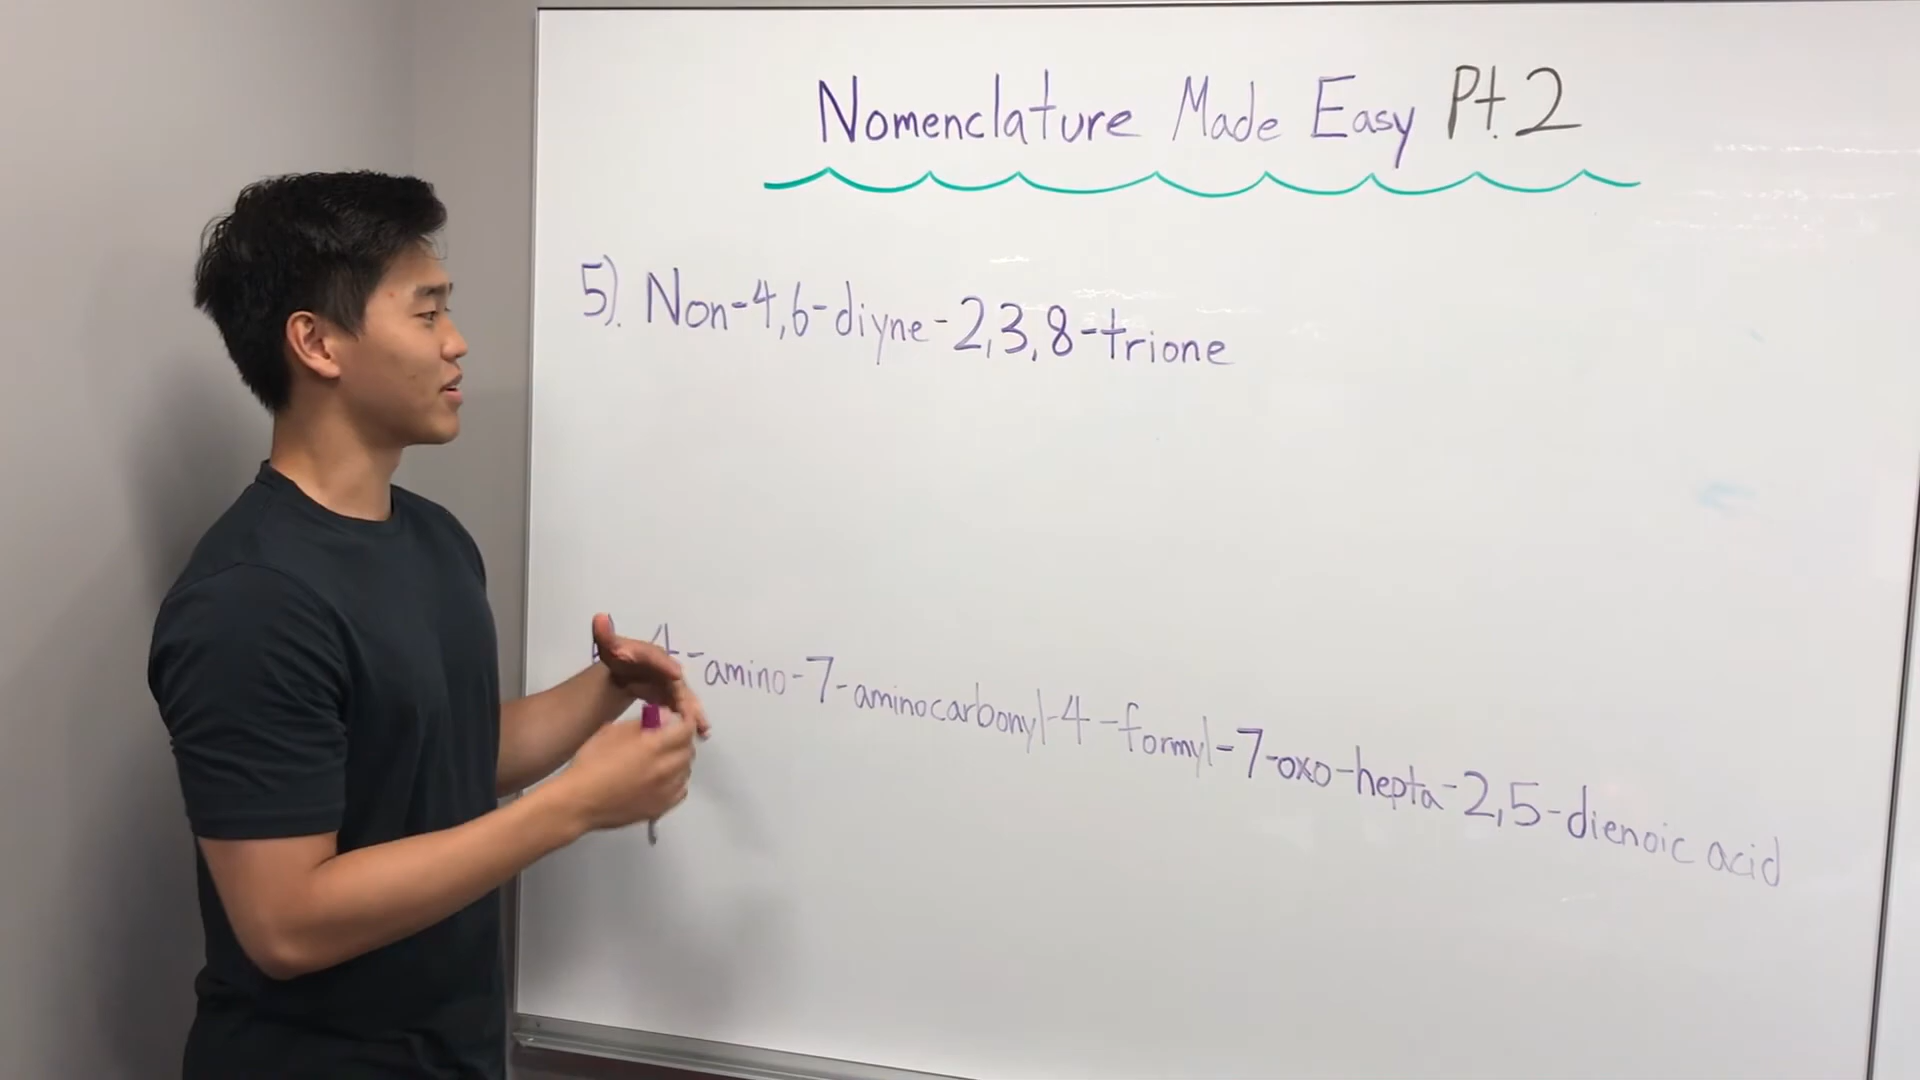 Nomenclature Made Easy Pt. 2
5). Non-4,6-diyne-2,3,8-trione
4-amino-7-aminocarbonyl-4-formyl-7-oxo-hepta-2,5-dienoic acid